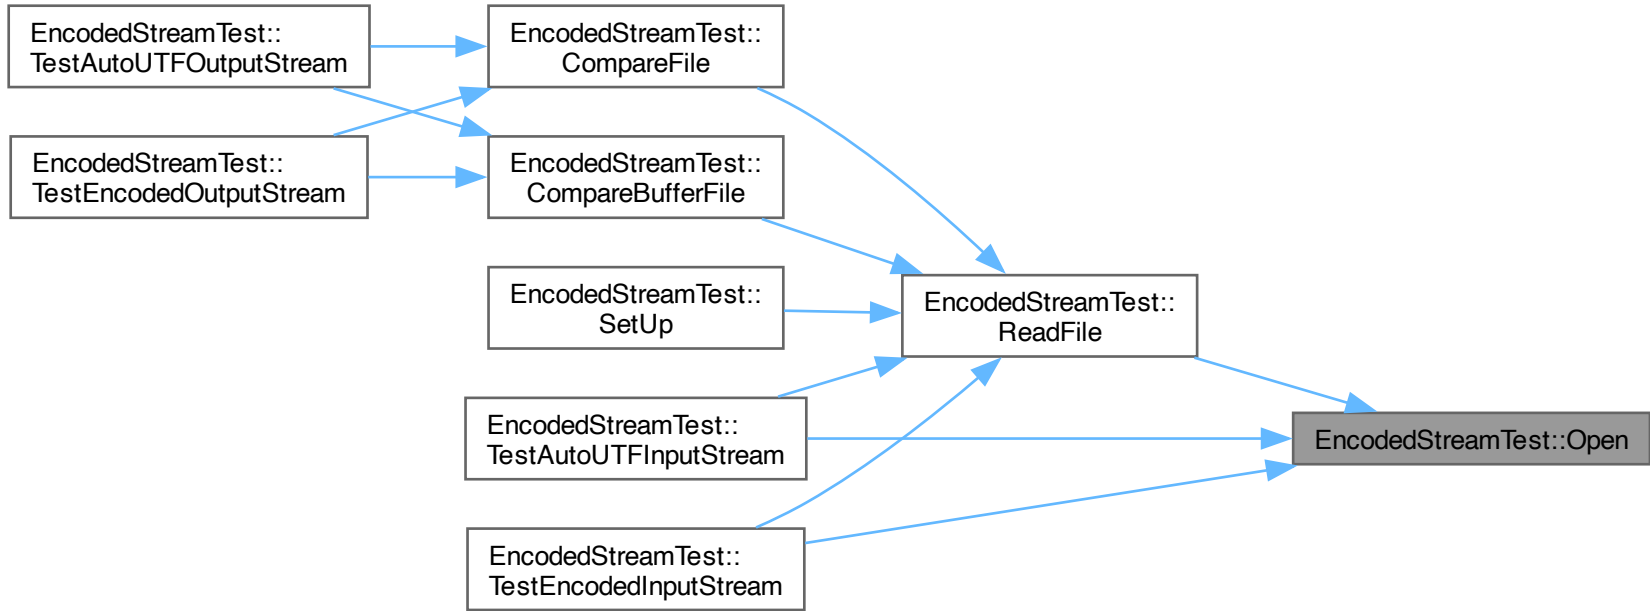 EncodedStreamTest::
TestAutoUTFOutputStream
EncodedStreamTest::
CompareFile
EncodedStreamTest::
TestEncodedOutputStream
EncodedStreamTest::
CompareBufferFile
EncodedStreamTest::
SetUp
EncodedStreamTest::
ReadFile
EncodedStreamTest::
TestAutoUTFInputStream
EncodedStreamTest::Open
EncodedStreamTest::
TestEncodedInputStream